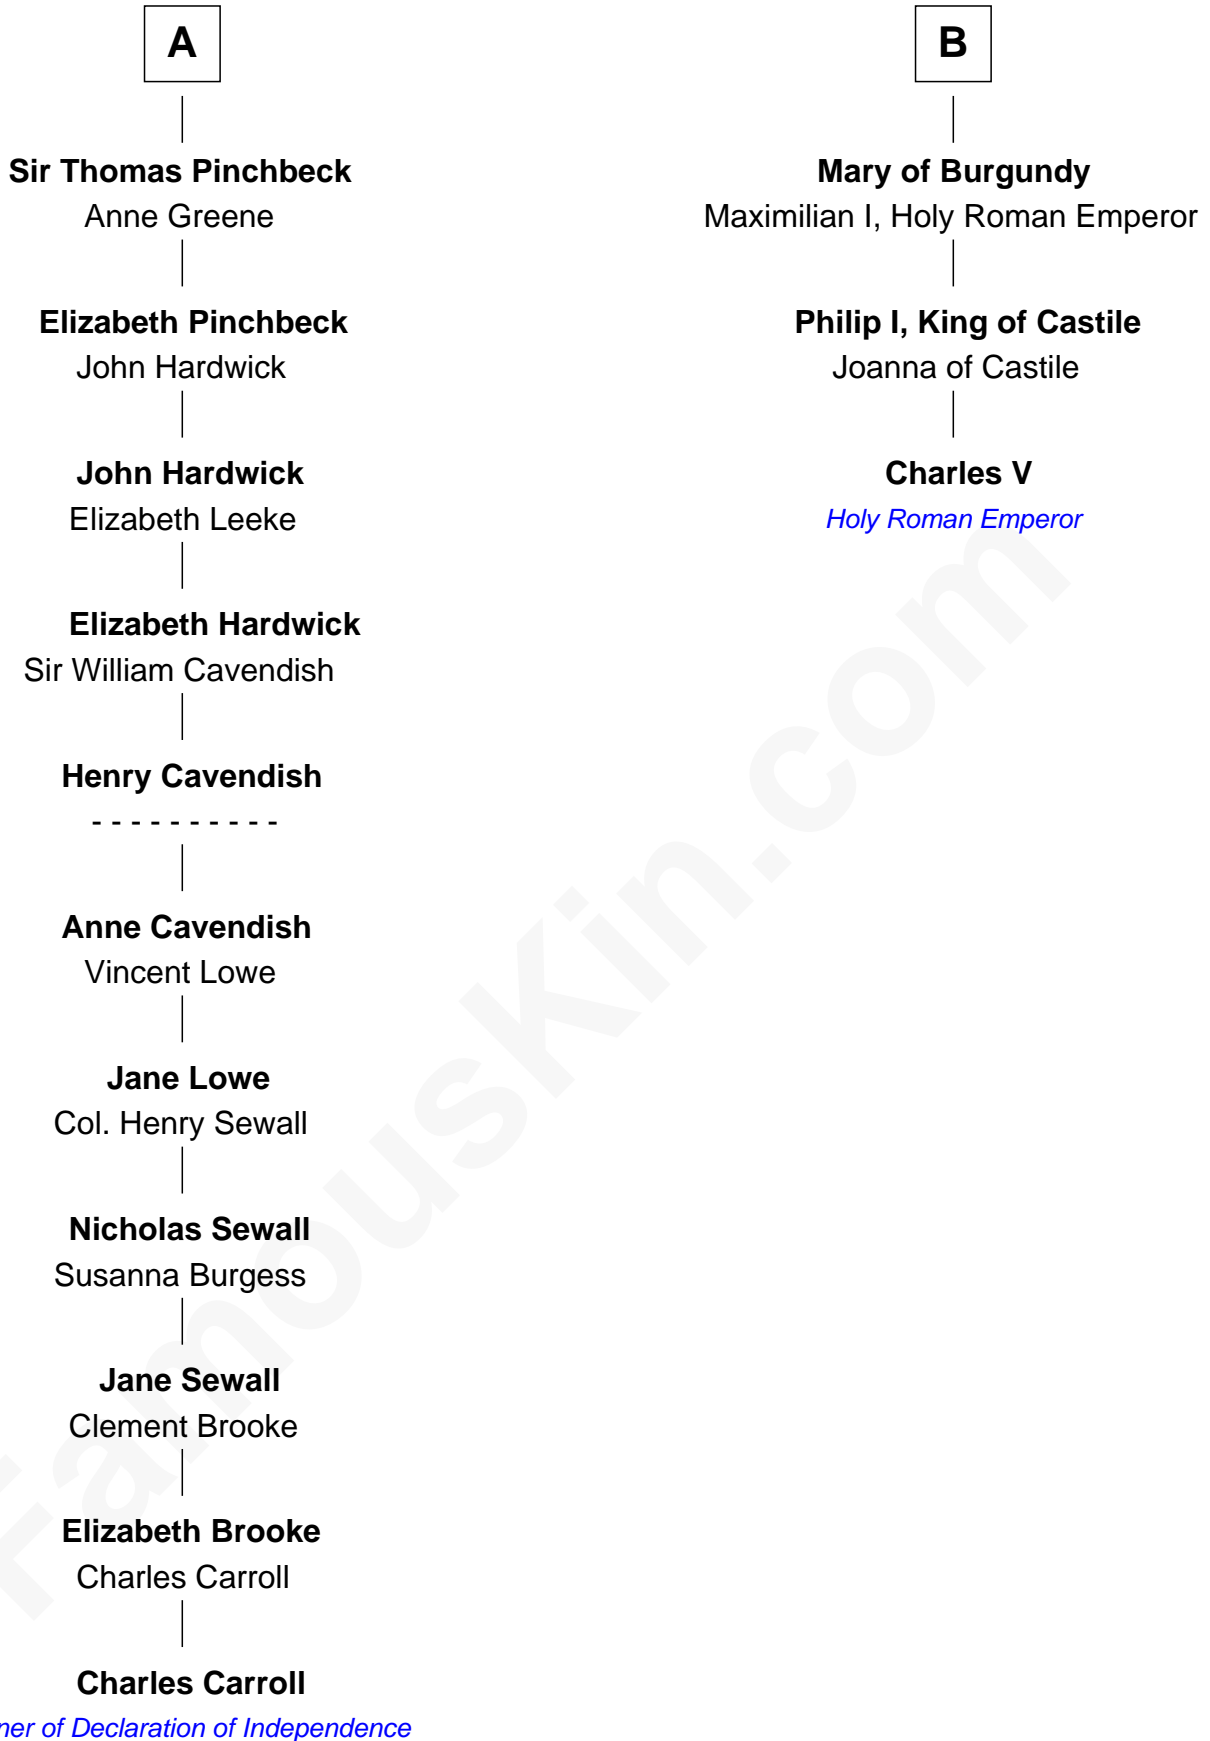 A
Sir Thomas Pinchbeck
Anne Greene
Elizabeth Pinchbeck
John Hardwick
John Hardwick
Elizabeth Leeke
Elizabeth Hardwick
Sir William Cavendish
Henry Cavendish
- - - - - - - - - -
Anne Cavendish
Vincent Lowe
Jane Lowe
Col. Henry Sewall
Nicholas Sewall
Susanna Burgess
Jane Sewall
Clement Brooke
Elizabeth Brooke
Charles Carroll
Charles Carroll
ner of Declaration of Independence
B
Mary of Burgundy
Maximilian I, Holy Roman Emperor
Philip I, King of Castile
Joanna of Castile
Charles V
Holy Roman Emperor
FamousKin.com